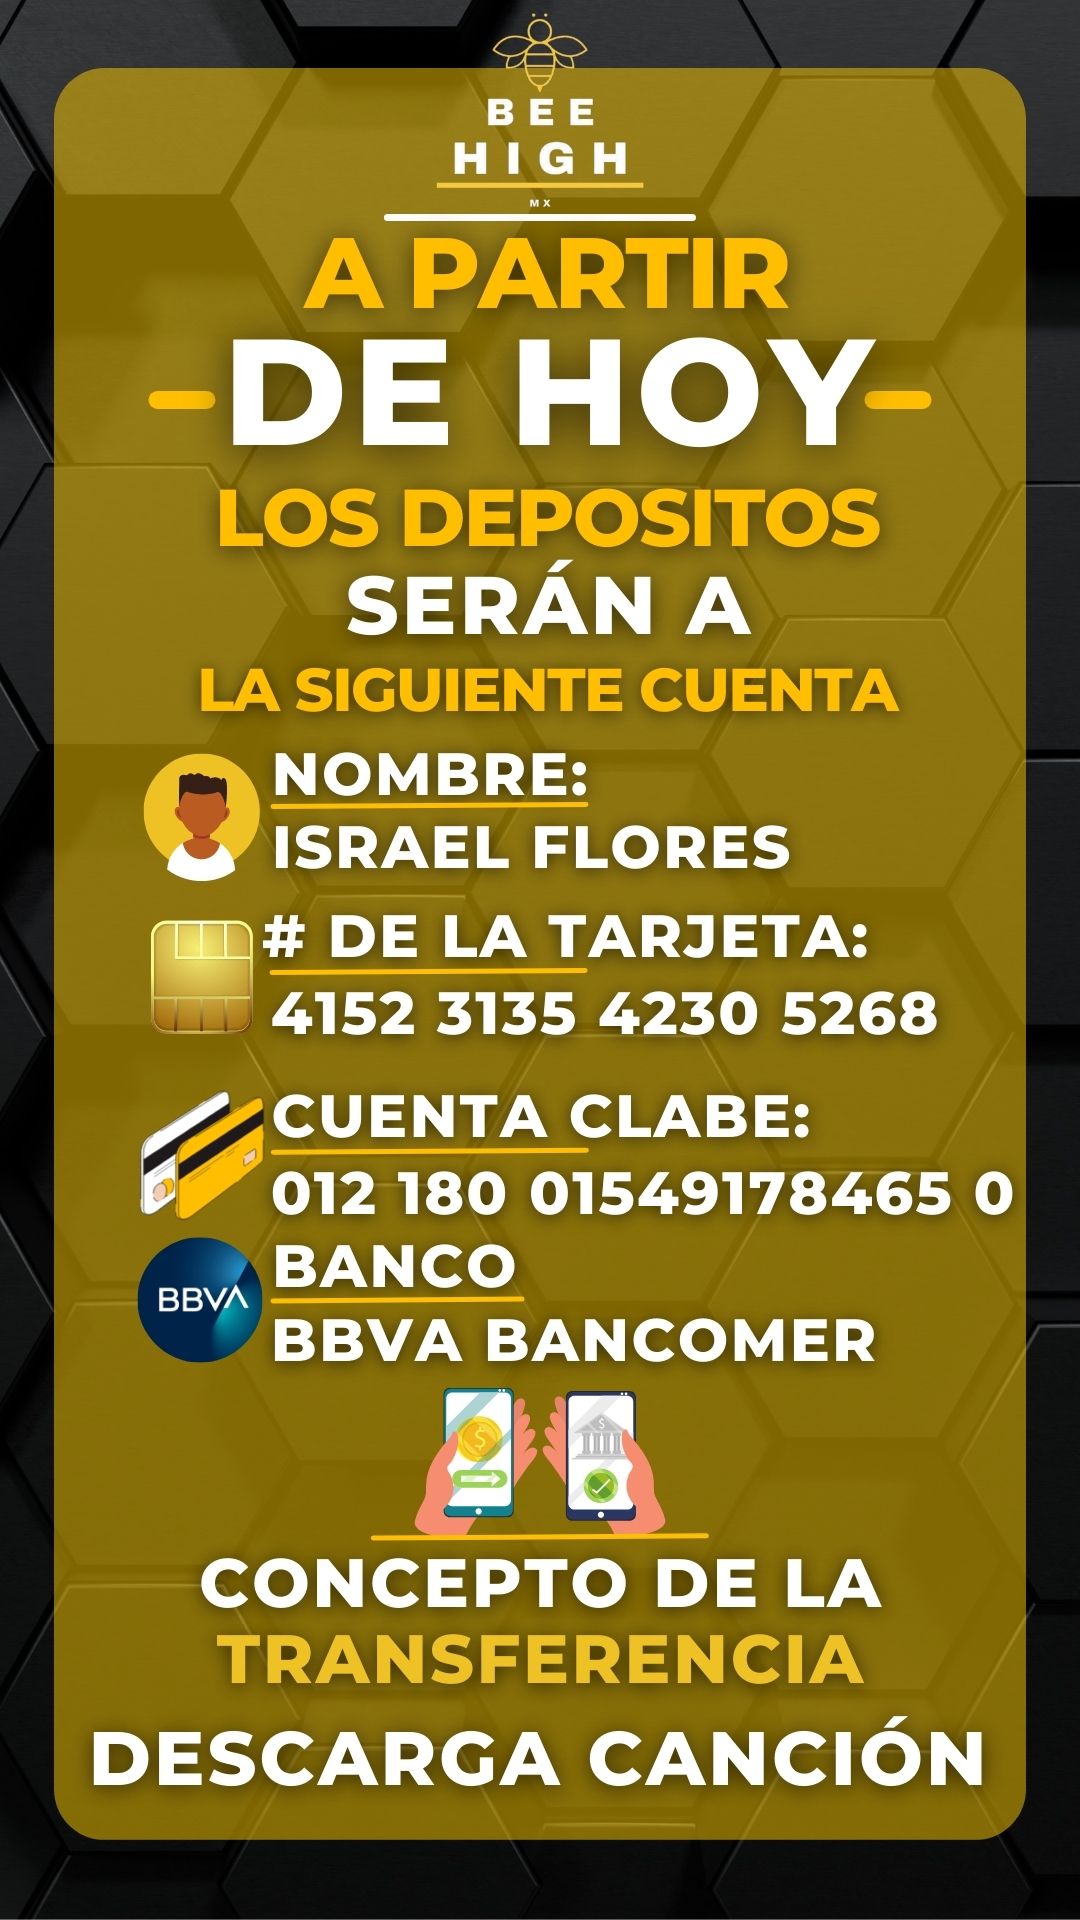 BEE
HIGH
MX
A PARTIR
DE HOY
LOS DEPOSITOS
SERÁN A
LA SIGUIENTE CUENTA
NOMBRE:
ISRAEL FLORES
# DE LA TARJETA:
4152 3135 4230 5268
CUENTA CLABE:
012 180 01549178465 0
BANCO
BBVA
BBVA BANCOMER
CONCEPTO DE LA
TRANSFERENCIA
DESCARGA CANCIÓN